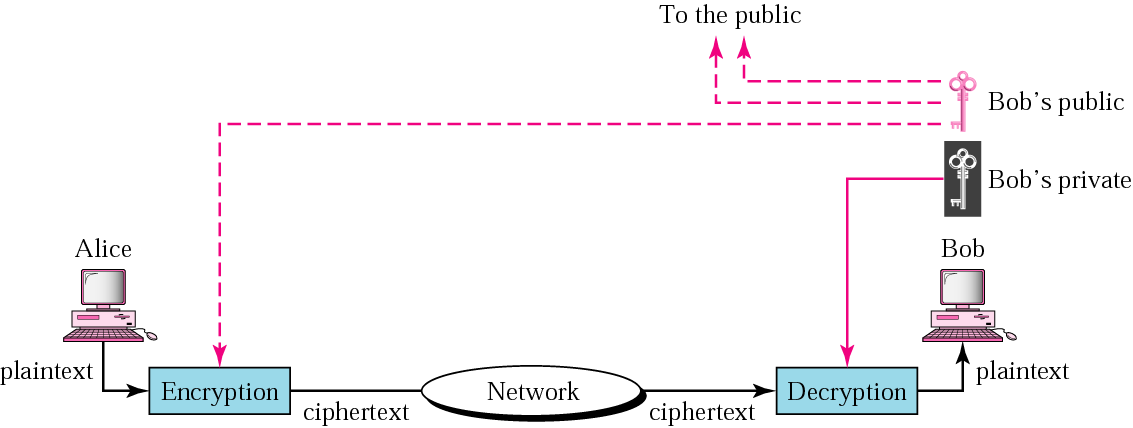 To the public
Bob's public
Bob's private
Alice
Bob
plaintext
Encryption
ciphertext
Network
ciphertext
Decryption
plaintext